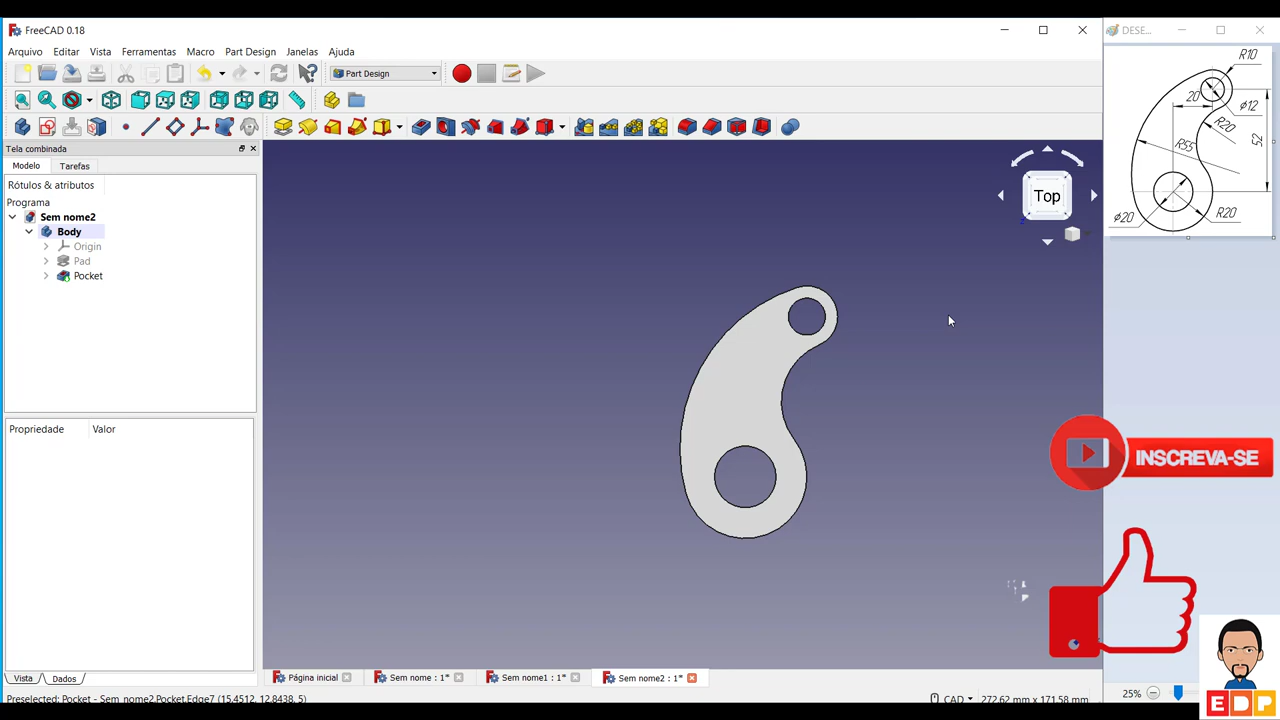 FreeCAD 0.18
Arquivo Editar Vista Ferramentas Macro Part Design Janelas Ajuda
Part Design
Tela combinada
Modelo Tarefas
Rótulos & atributos
Programa
Sem nome2
Body
Origin
Pad
Pocket
Propriedade Valor
Vista Dados
Top
Página inicial
Sem nome : 1*
Sem nome1 : 1*
Sem nome2 : 1*
Preselected: Pocket - Sem_nome2.Pocket.Edge7 (15.4512, 12.8438, 5)
CAD
272.62 mm x 171.58 mm
DESE...
R10
20
ø12
R20
R55
52
ø20
R20
INSCREVA-SE
25%
EDP